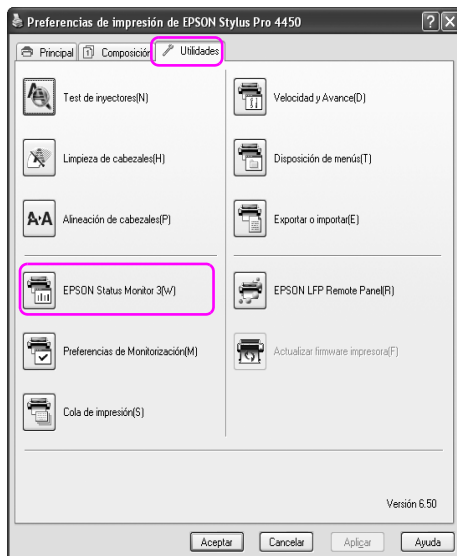 Preferencias de impresión de EPSON Stylus Pro 4450
Principal
Composición
Utilidades
Test de inyectores(N)
Velocidad y Avance(D)
Limpieza de cabezales(H)
Disposición de menús(T)
A·A
Alineación de cabezales(P)
Exportar o importar(E)
EPSON Status Monitor 3(W)
EPSON LFP Remote Panel(R)
Preferencias de Monitorización(M)
Actualizar firmware impresora(F)
Cola de impresión(S)
Versión 6.50
Aceptar
Cancelar
Aplicar
Ayuda